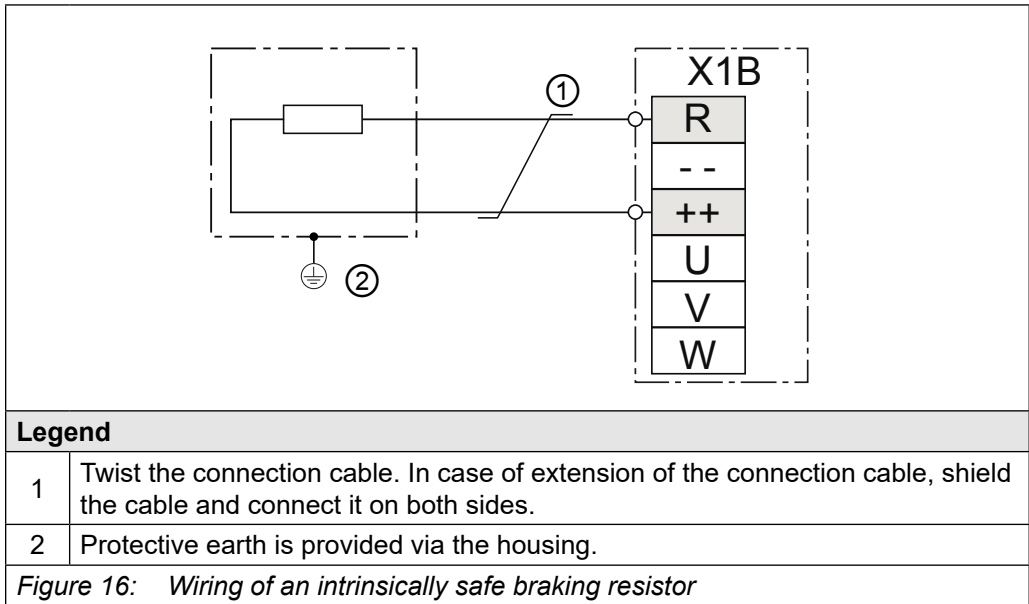 X1B
①
R
- -
++
U
②
V
W
Legend
1 Twist the connection cable. In case of extension of the connection cable, shield
the cable and connect it on both sides.
2 Protective earth is provided via the housing.
Figure 16: Wiring of an intrinsically safe braking resistor